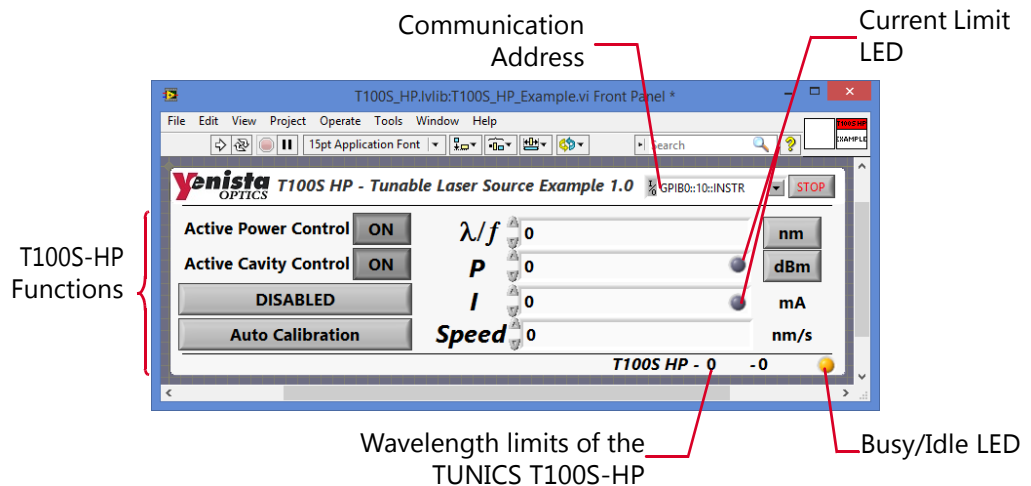 Communication
Address
Current Limit
LED
T100S_HP.lvlib:T100S_HP_Example.vi Front Panel *
File Edit View Project Operate Tools Window Help
15pt Application Font
Search
T100S HP
EXAMPLE
Yenista
OPTICS
T100S HP - Tunable Laser Source Example 1.0
GPIB0::10::INSTR
STOP
T100S-HP
Functions
Active Power Control ON
λ/f 0 nm
Active Cavity Control ON
P 0 dBm
DISABLED
I 0 mA
Auto Calibration
Speed 0 nm/s
T100S HP - 0 - 0
Wavelength limits of the
TUNICS T100S-HP
Busy/Idle LED